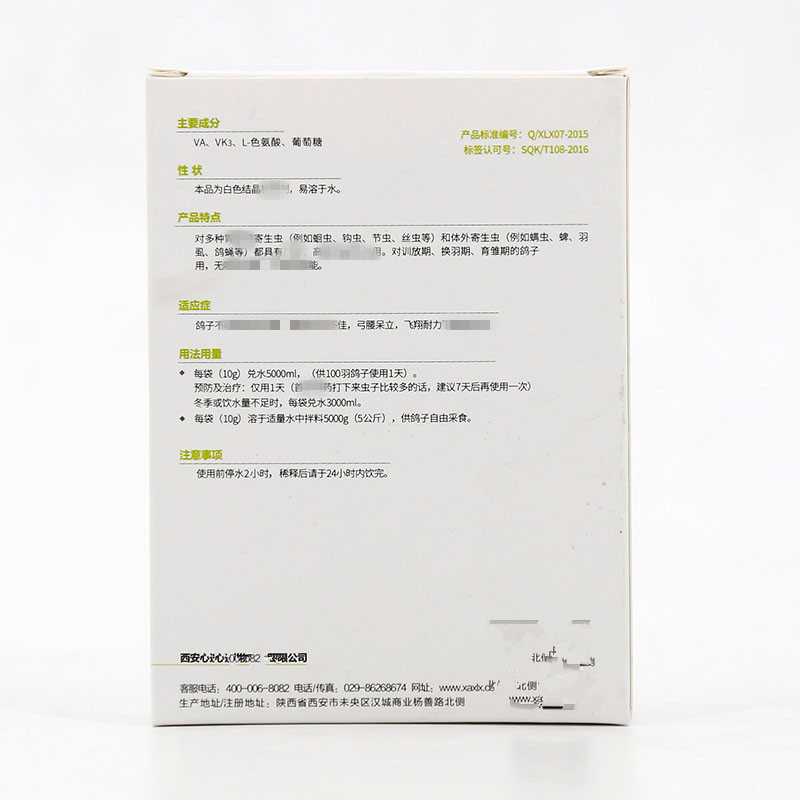 主要成分
VA、VK3、L-色氨酸、葡萄糖
产品标准编号：Q/XLX07-2015
标签认可号：SQK/T108-2016
性 状
本品为白色结晶，易溶于水。
产品特点
对多种寄生虫（例如蛔虫、钩虫、节虫、丝虫等）和体外寄生虫（例如螨虫、蜱、羽
虱、鸽蝇等）都具有、高用。对训放期、换羽期、育雏期的鸽子
用，无能。
适应症
鸽子不佳，弓腰呆立，飞翔耐力
用法用量
◆ 每袋（10g）兑水5000ml，（供100羽鸽子使用1天）。
预防及治疗：仅用1天（首药打下来虫子比较多的话，建议7天后再使用一次）
冬季或饮水量不足时，每袋兑水3000ml。
◆ 每袋（10g）溶于适量水中拌料5000g（5公斤），供鸽子自由采食。
注意事项
使用前停水2小时，稀释后请于24小时内饮完。
西安心限公司
北侧
客服电话：400-006-8082 电话/传真：029-86268674 网址：www.xaxlx.c
北侧
生产地址/注册地址：陕西省西安市未央区汉城商业杨善路北侧
www.xa